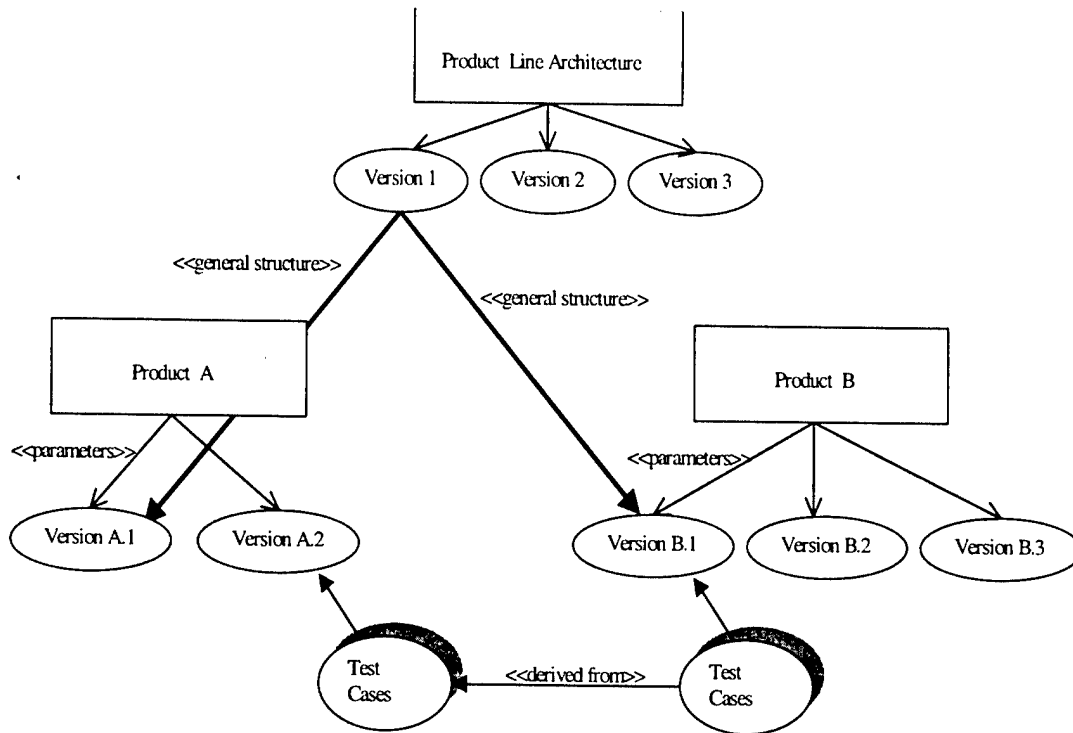 Product Line Architecture
Version 1
Version 2
Version 3
<<general structure>>
<<general structure>>
Product A
Product B
<<parameters>>
<<parameters>>
Version A.1
Version A.2
Version B.1
Version B.2
Version B.3
Test
Cases
<<derived from>>
Test
Cases